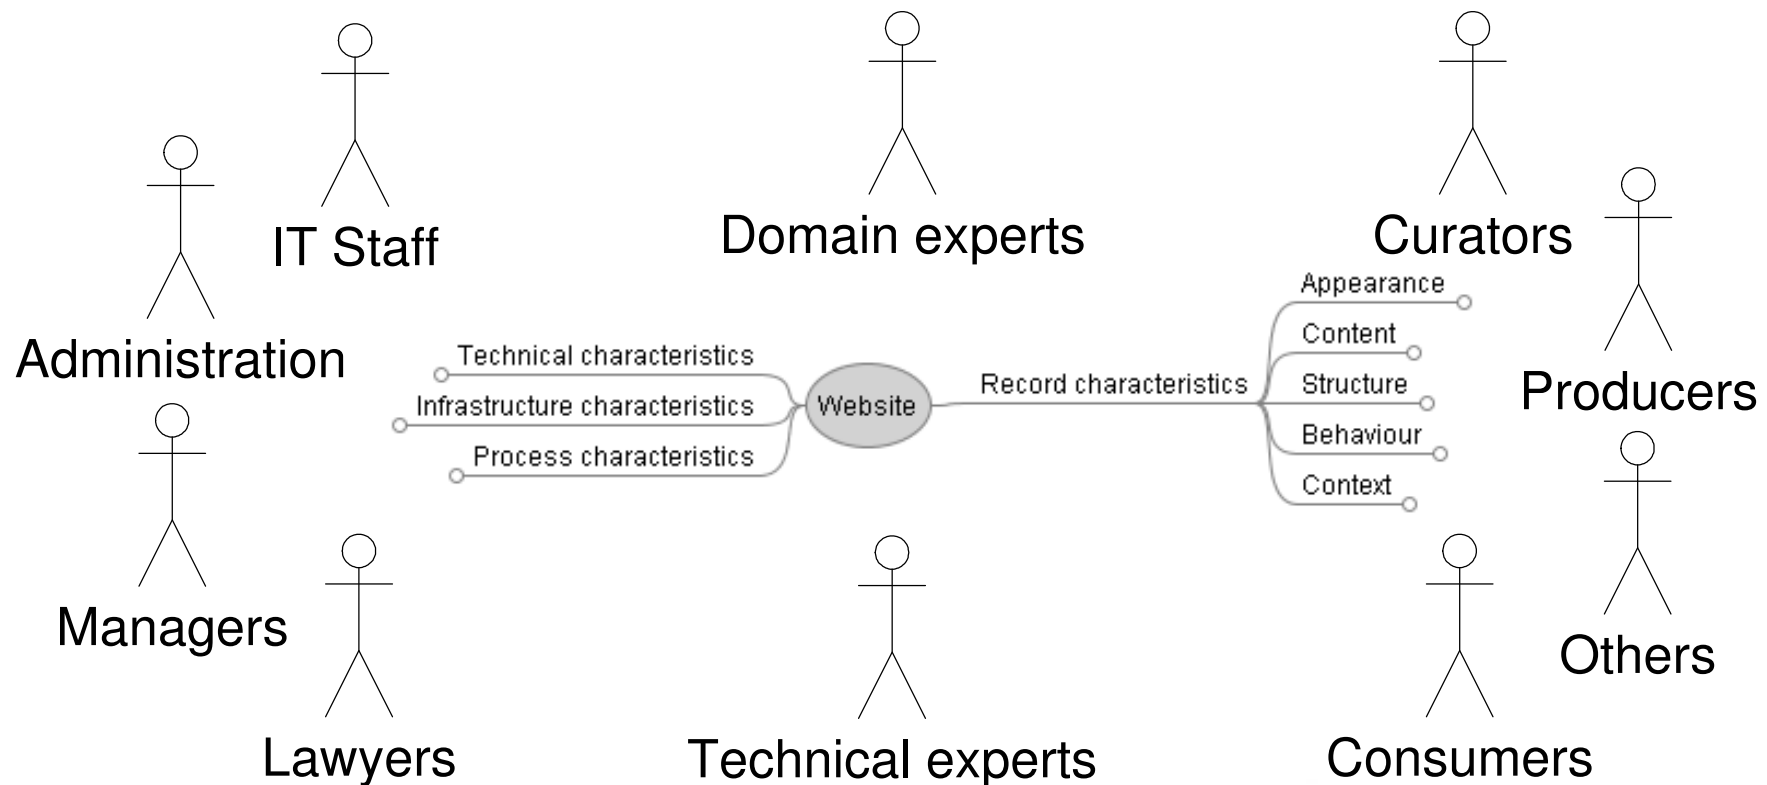 IT Staff
Domain experts
Curators
Administration
Producers
Appearance
Content
Structure
Behaviour
Context
Technical characteristics
Infrastructure characteristics
Process characteristics
Website
Record characteristics
Managers
Others
Lawyers
Technical experts
Consumers